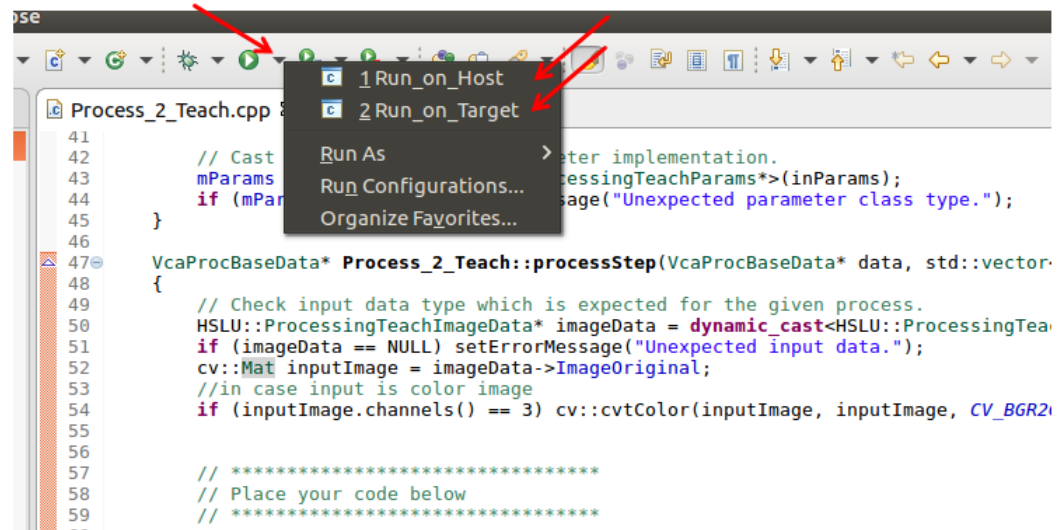 ose
1 Run_on_Host
Process_2_Teach.cpp
2 Run_on_Target
41
42 // Cast eter implementation.
Run As
43 mParams cessingTeachParams*>(inParams);
Run Configurations...
44 if (mPar sage("Unexpected parameter class type.");
Organize Favorites...
45 }
46
47 VcaProcBaseData* Process_2_Teach::processStep(VcaProcBaseData* data, std::vector<
48 {
49 // Check input data type which is expected for the given process.
50 HSLU::ProcessingTeachImageData* imageData = dynamic_cast<HSLU::ProcessingTea
51 if (imageData == NULL) setErrorMessage("Unexpected input data.");
52 cv::Mat inputImage = imageData->ImageOriginal;
53 //in case input is color image
54 if (inputImage.channels() == 3) cv::cvtColor(inputImage, inputImage, CV_BGR2
55
56
57 // *********************************
58 // Place your code below
59 // *********************************